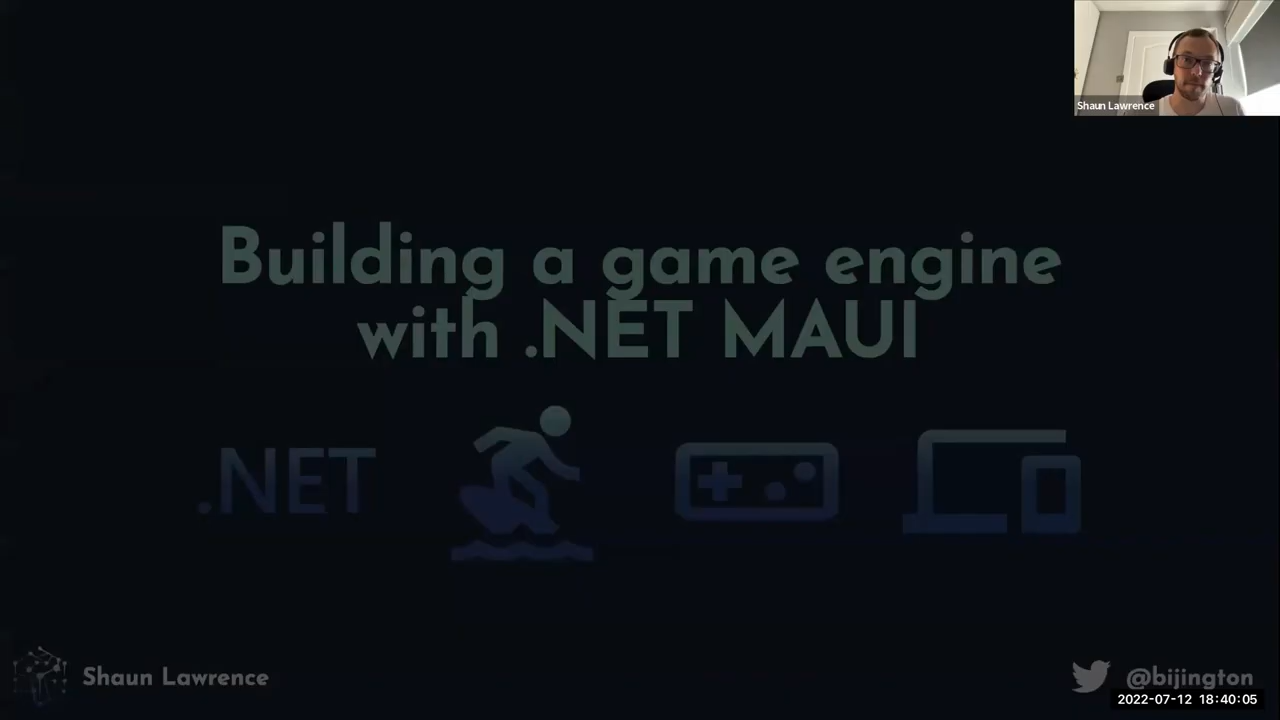 Shaun Lawrence
Building a game engine
with .NET MAUI
.NET
Shaun Lawrence
@bijington
2022-07-12 18:40:05